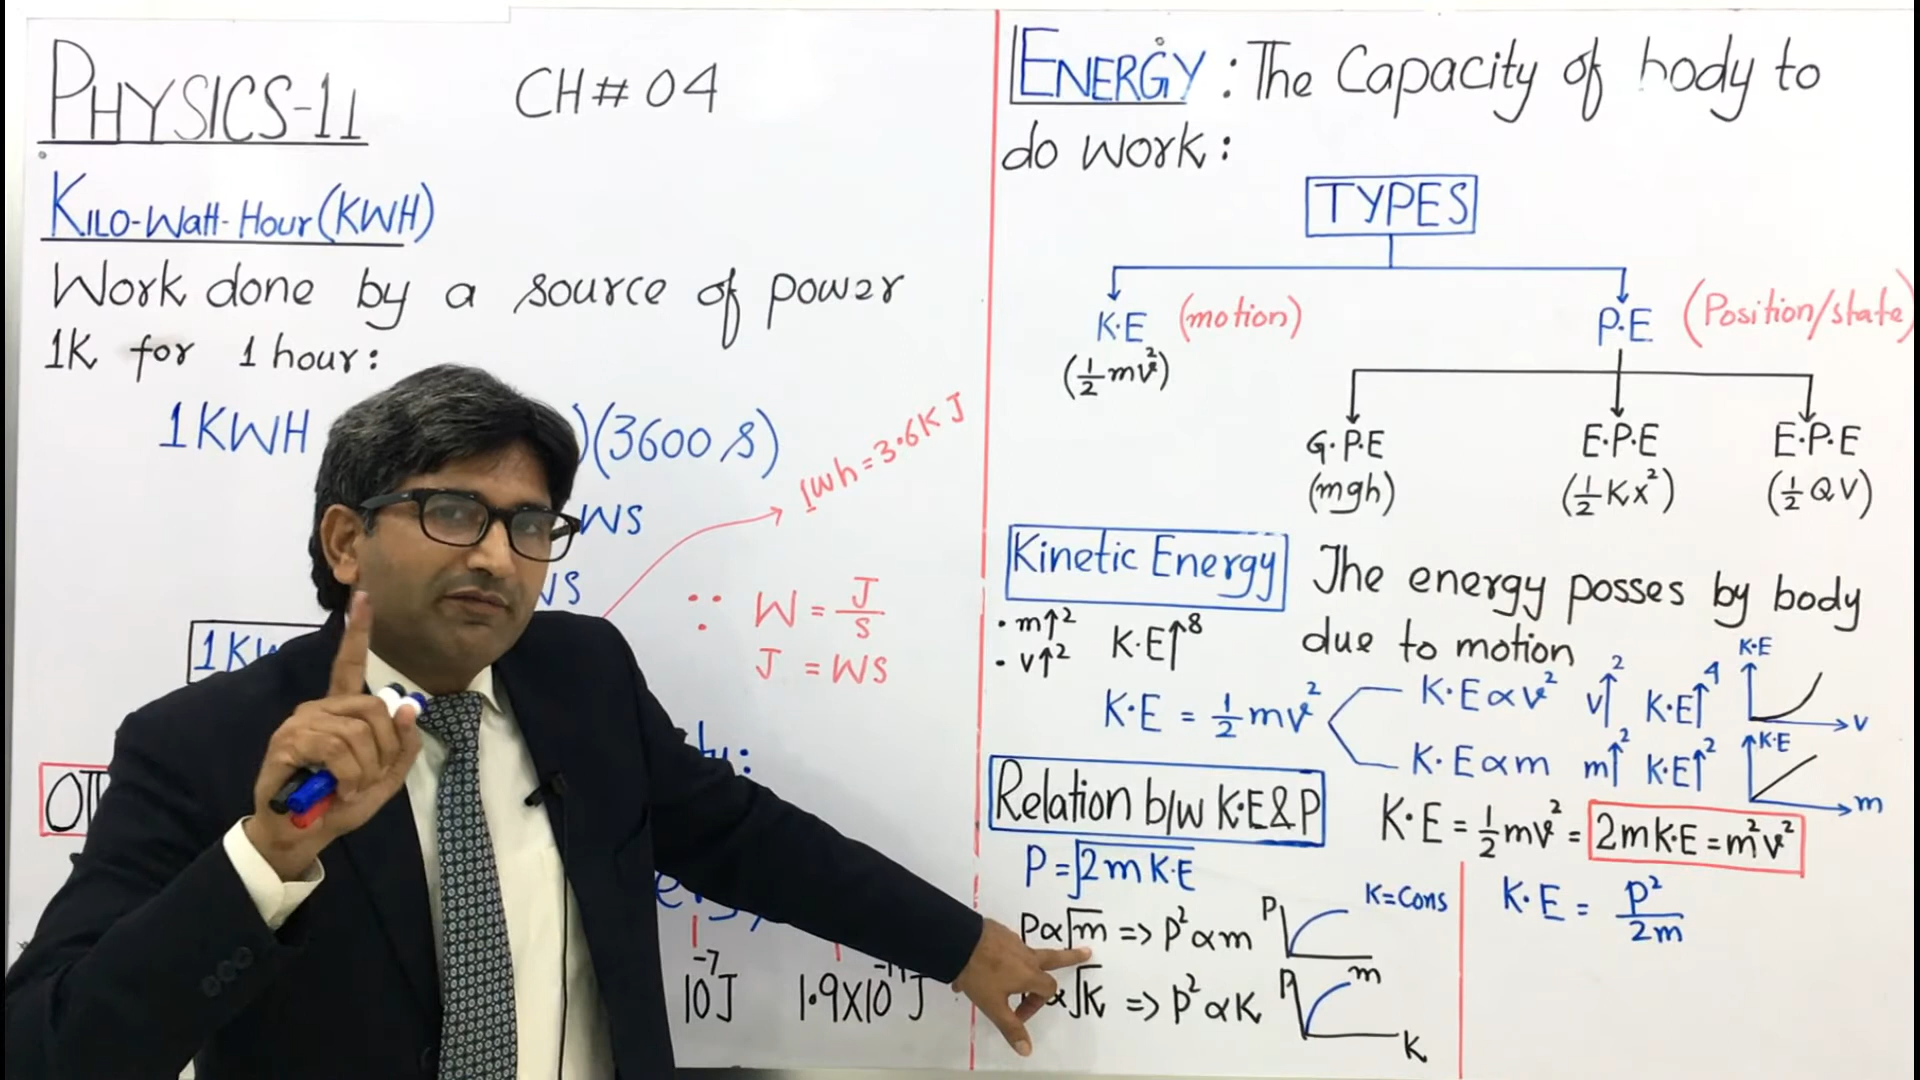 PHYSICS-11
CH# 04
KILO-Watt-Hour (KWH)
Work done by a source of power
1K for 1 hour:
1KWH )(3600 S)
WS
WS
1wh = 3.6K J
∵ W = J/S
J = WS
1KW
ty:
10⁻⁷J 1.9X10 J
ENERGY: The Capacity of body to
do work:
TYPES
K.E (motion)
(½mv²)
P.E (Position/state)
G.P.E E.P.E E.P.E
(mgh) (½Kx²) (½QV)
Kinetic Energy The energy posses by body
due to motion
• m↑² K.E↑⁸
• v↑²
K.E = ½mv²
K.E ∝ v² v↑² K.E↑⁴
K.E
v
K.E ∝ m m↑² K.E↑²
K.E
m
Relation b/w K.E & P
K.E = ½mv² = 2mK.E = m²v²
P = √2mK.E
K = Cons
P∝√m => P²∝m
P
m
∝√K => P²∝K
P
K
K.E = P²/2m